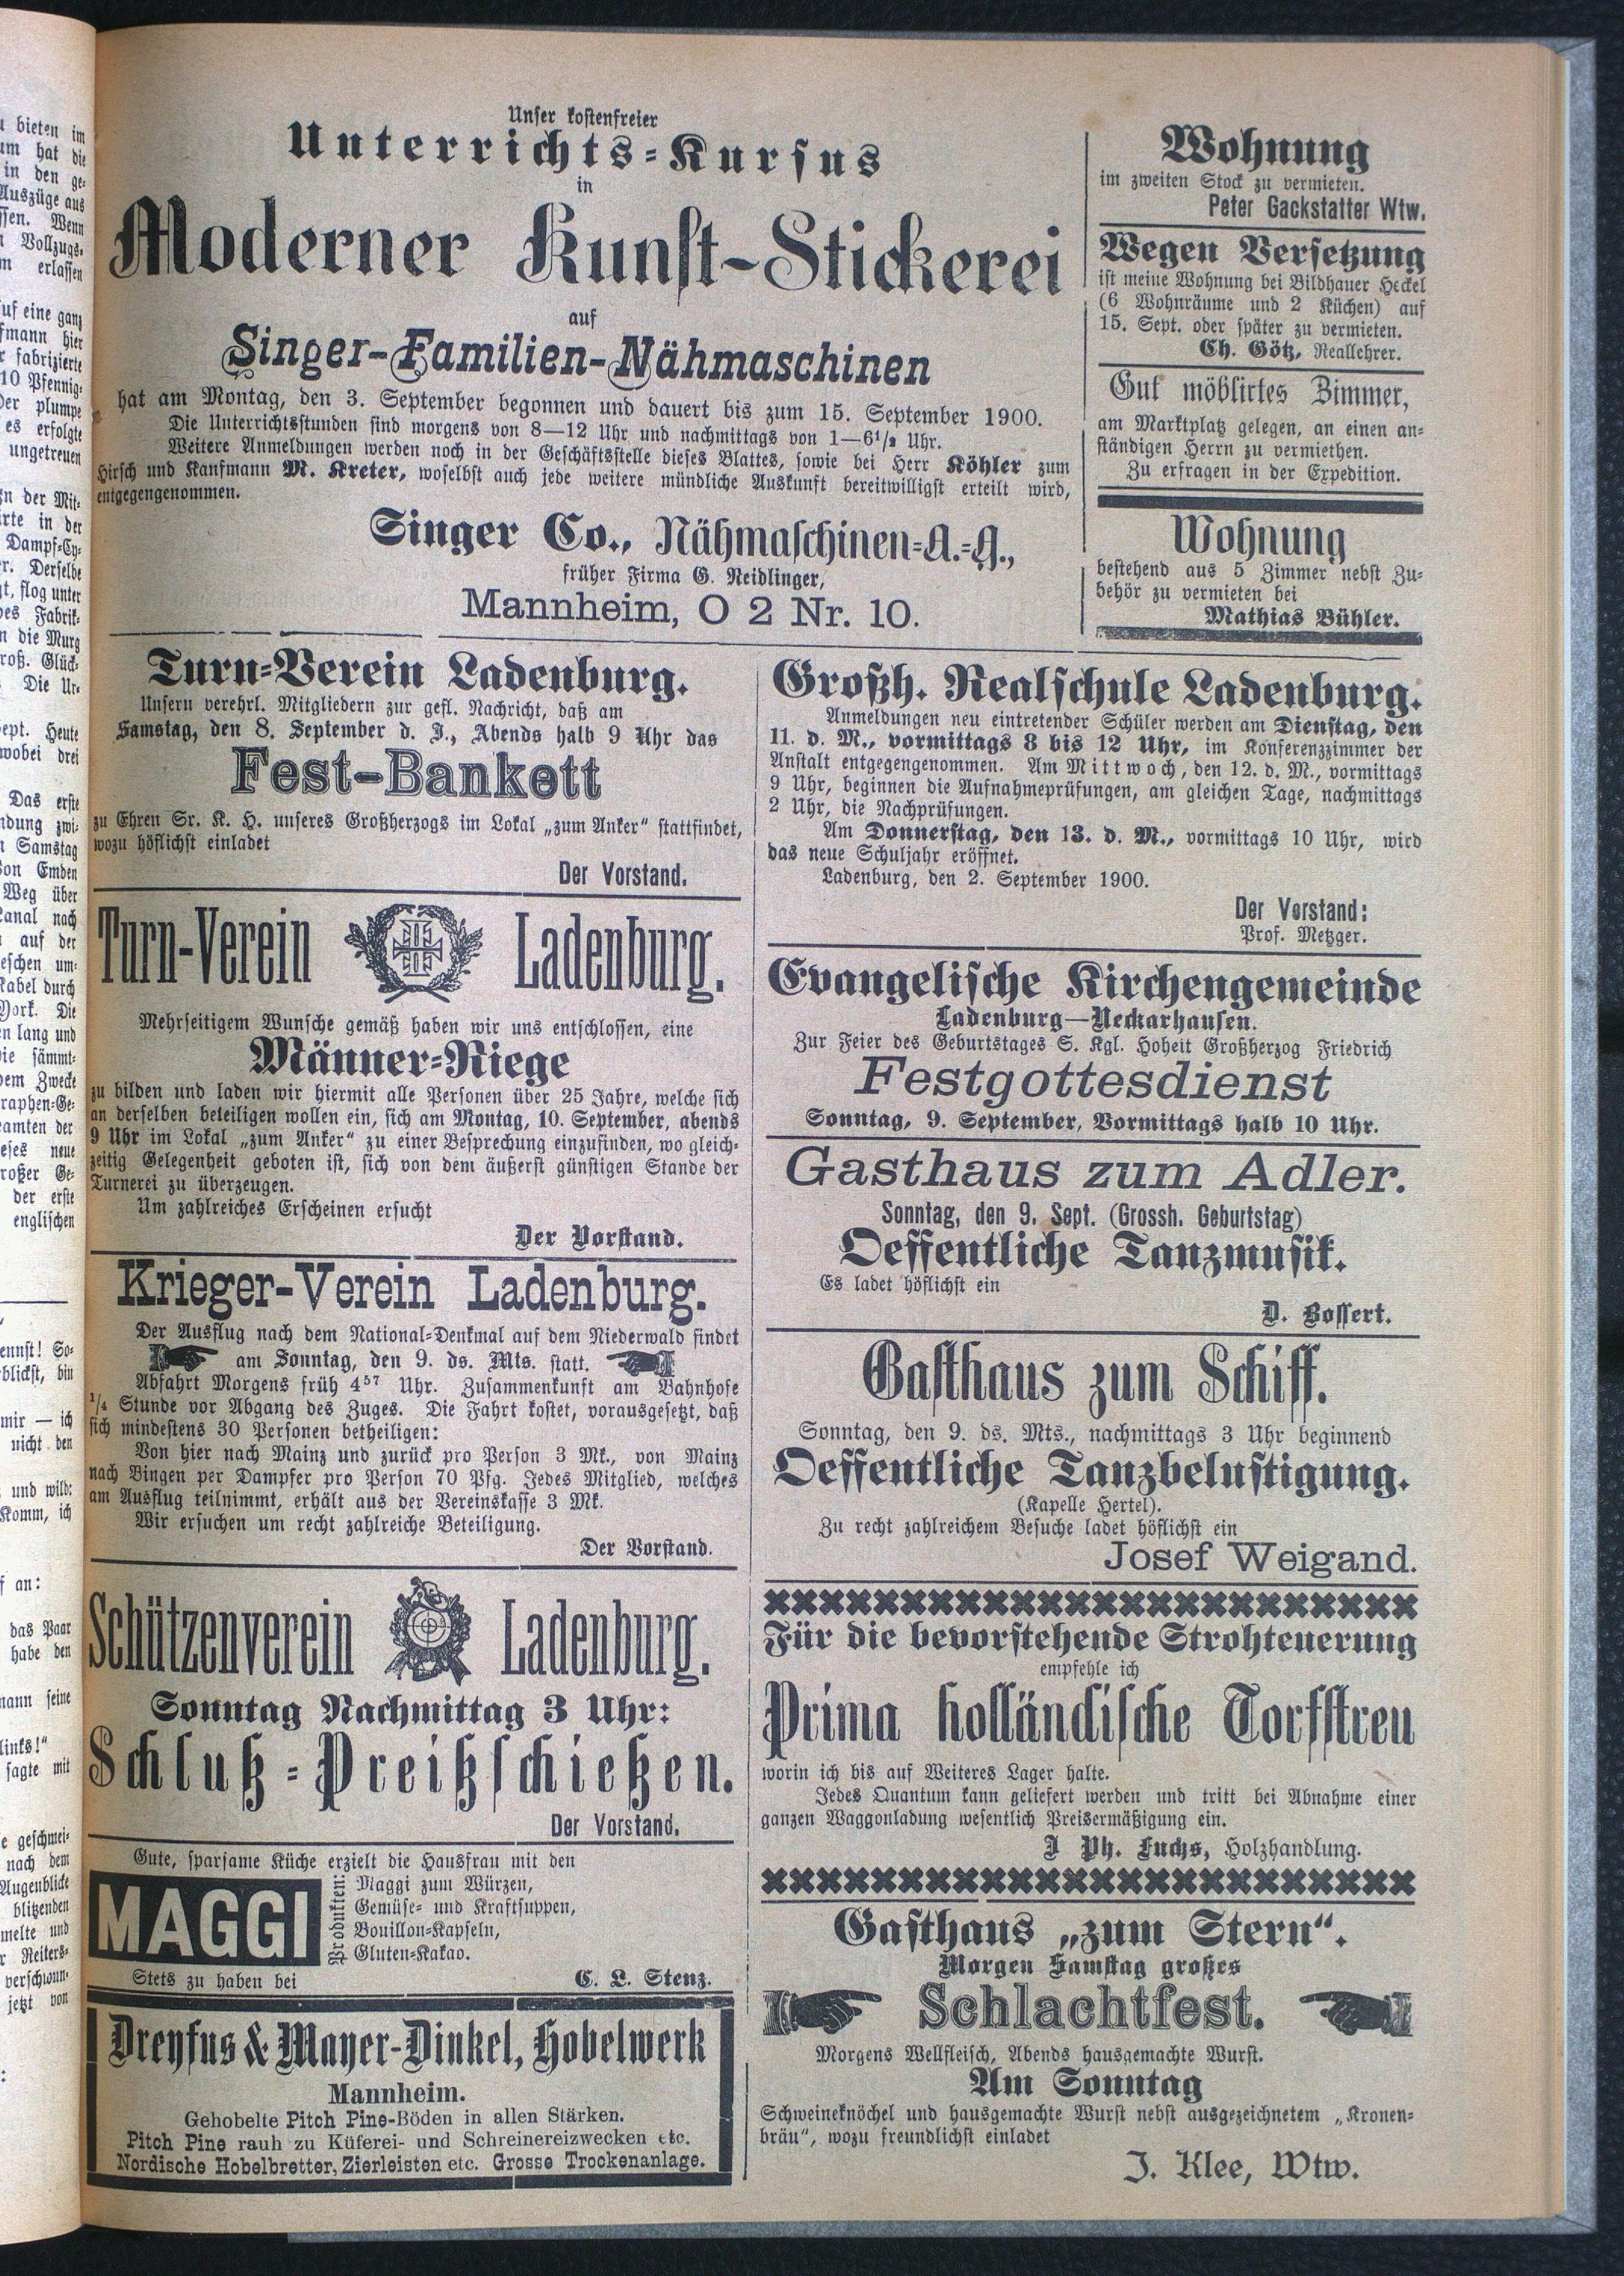 Unser kostenfreier
Unterrichts-Kursus
in
Moderner Kunst-Stickerei
auf
Singer-Familien-Nähmaschinen
hat am Montag, den 3. September begonnen und dauert bis zum 15. September 1900.
Die Unterrichtsstunden sind morgens von 8—12 Uhr und nachmittags von 1—6½ Uhr.
Weitere Anmeldungen werden noch in der Geschäftsstelle dieses Blattes, sowie bei Herr Köhler zum
Hirsch und Kaufmann M. Kreter, woselbst auch jede weitere mündliche Auskunft bereitwilligst erteilt wird,
entgegengenommen.
Singer Co., Nähmaschinen-A.-G.,
früher Firma G. Neidlinger,
Mannheim, O 2 Nr. 10.
Wohnung
im zweiten Stock zu vermieten.
Peter Gackstatter Wtw.
Wegen Versetzung
ist meine Wohnung bei Bildhauer Heckel
(6 Wohnräume und 2 Küchen) auf
15. Sept. oder später zu vermieten.
Ch. Götz, Reallehrer.
Gut möblirtes Zimmer,
am Marktplatz gelegen, an einen an-
ständigen Herrn zu vermiethen.
Zu erfragen in der Expedition.
Wohnung
bestehend aus 5 Zimmer nebst Zu-
behör zu vermieten bei
Mathias Bühler.
Turn-Verein Ladenburg.
Unsern verehrl. Mitgliedern zur gefl. Nachricht, daß am
Samstag, den 8. September d. J., Abends halb 9 Uhr das
Fest-Bankett
zu Ehren Sr. K. H. unseres Großherzogs im Lokal „zum Anker" stattfindet,
wozu höflichst einladet
Der Vorstand.
Turn-Verein Ladenburg.
Mehrseitigem Wunsche gemäß haben wir uns entschlossen, eine
Männer-Riege
zu bilden und laden wir hiermit alle Personen über 25 Jahre, welche sich
an derselben beteiligen wollen ein, sich am Montag, 10. September, abends
9 Uhr im Lokal „zum Anker" zu einer Besprechung einzufinden, wo gleich-
zeitig Gelegenheit geboten ist, sich von dem äußerst günstigen Stande der
Turnerei zu überzeugen.
Um zahlreiches Erscheinen ersucht
Der Vorstand.
Krieger-Verein Ladenburg.
Der Ausflug nach dem National-Denkmal auf dem Niederwald findet
am Sonntag, den 9. ds. Mts. statt.
Abfahrt Morgens früh 4⁵⁷ Uhr. Zusammenkunft am Bahnhofe
¼ Stunde vor Abgang des Zuges. Die Fahrt kostet, vorausgesetzt, daß
sich mindestens 30 Personen betheiligen:
Von hier nach Mainz und zurück pro Person 3 Mk., von Mainz
nach Bingen per Dampfer pro Person 70 Pfg. Jedes Mitglied, welches
am Ausflug teilnimmt, erhält aus der Vereinskasse 3 Mk.
Wir ersuchen um recht zahlreiche Beteiligung.
Der Vorstand.
Schützenverein Ladenburg.
Sonntag Nachmittag 3 Uhr:
Schluß-Preißschießen.
Der Vorstand.
Gute, sparsame Küche erzielt die Hausfrau mit den
MAGGI
Produkten:
Maggi zum Würzen,
Gemüse- und Kraftsuppen,
Bouillon-Kapseln,
Gluten-Kakao.
Stets zu haben bei C. L. Stenz.
Dreyfus & Mayer-Dinkel, Hobelwerk
Mannheim.
Gehobelte Pitch Pine-Böden in allen Stärken.
Pitch Pine rauh zu Küferei- und Schreinereizwecken etc.
Nordische Hobelbretter, Zierleisten etc. Grosse Trockenanlage.
Großh. Realschule Ladenburg.
Anmeldungen neu eintretender Schüler werden am Dienstag, den
11. d. M., vormittags 8 bis 12 Uhr, im Konferenzzimmer der
Anstalt entgegengenommen. Am Mittwoch, den 12. d. M., vormittags
9 Uhr, beginnen die Aufnahmeprüfungen, am gleichen Tage, nachmittags
2 Uhr, die Nachprüfungen.
Am Donnerstag, den 13. d. M., vormittags 10 Uhr, wird
das neue Schuljahr eröffnet.
Ladenburg, den 2. September 1900.
Der Vorstand:
Prof. Metzger.
Evangelische Kirchengemeinde
Ladenburg—Neckarhausen.
Zur Feier des Geburtstages S. Kgl. Hoheit Großherzog Friedrich
Festgottesdienst
Sonntag, 9. September, Vormittags halb 10 Uhr.
Gasthaus zum Adler.
Sonntag, den 9. Sept. (Grossh. Geburtstag)
Oeffentliche Tanzmusik.
Es ladet höflichst ein
D. Bossert.
Gasthaus zum Schiff.
Sonntag, den 9. ds. Mts., nachmittags 3 Uhr beginnend
Oeffentliche Tanzbelustigung.
(Kapelle Hertel).
Zu recht zahlreichem Besuche ladet höflichst ein
Josef Weigand.
Für die bevorstehende Strohteuerung
empfehle ich
Prima holländische Torfstreu
worin ich bis auf Weiteres Lager halte.
Jedes Quantum kann geliefert werden und tritt bei Abnahme einer
ganzen Waggonladung wesentlich Preisermäßigung ein.
J Ph. Fuchs, Holzhandlung.
Gasthaus „zum Stern".
Morgen Samstag großes
Schlachtfest.
Morgens Wellfleisch, Abends hausgemachte Wurst.
Am Sonntag
Schweineknöchel und hausgemachte Wurst nebst ausgezeichnetem „Kronen-
bräu", wozu freundlichst einladet
J. Klee, Wtw.